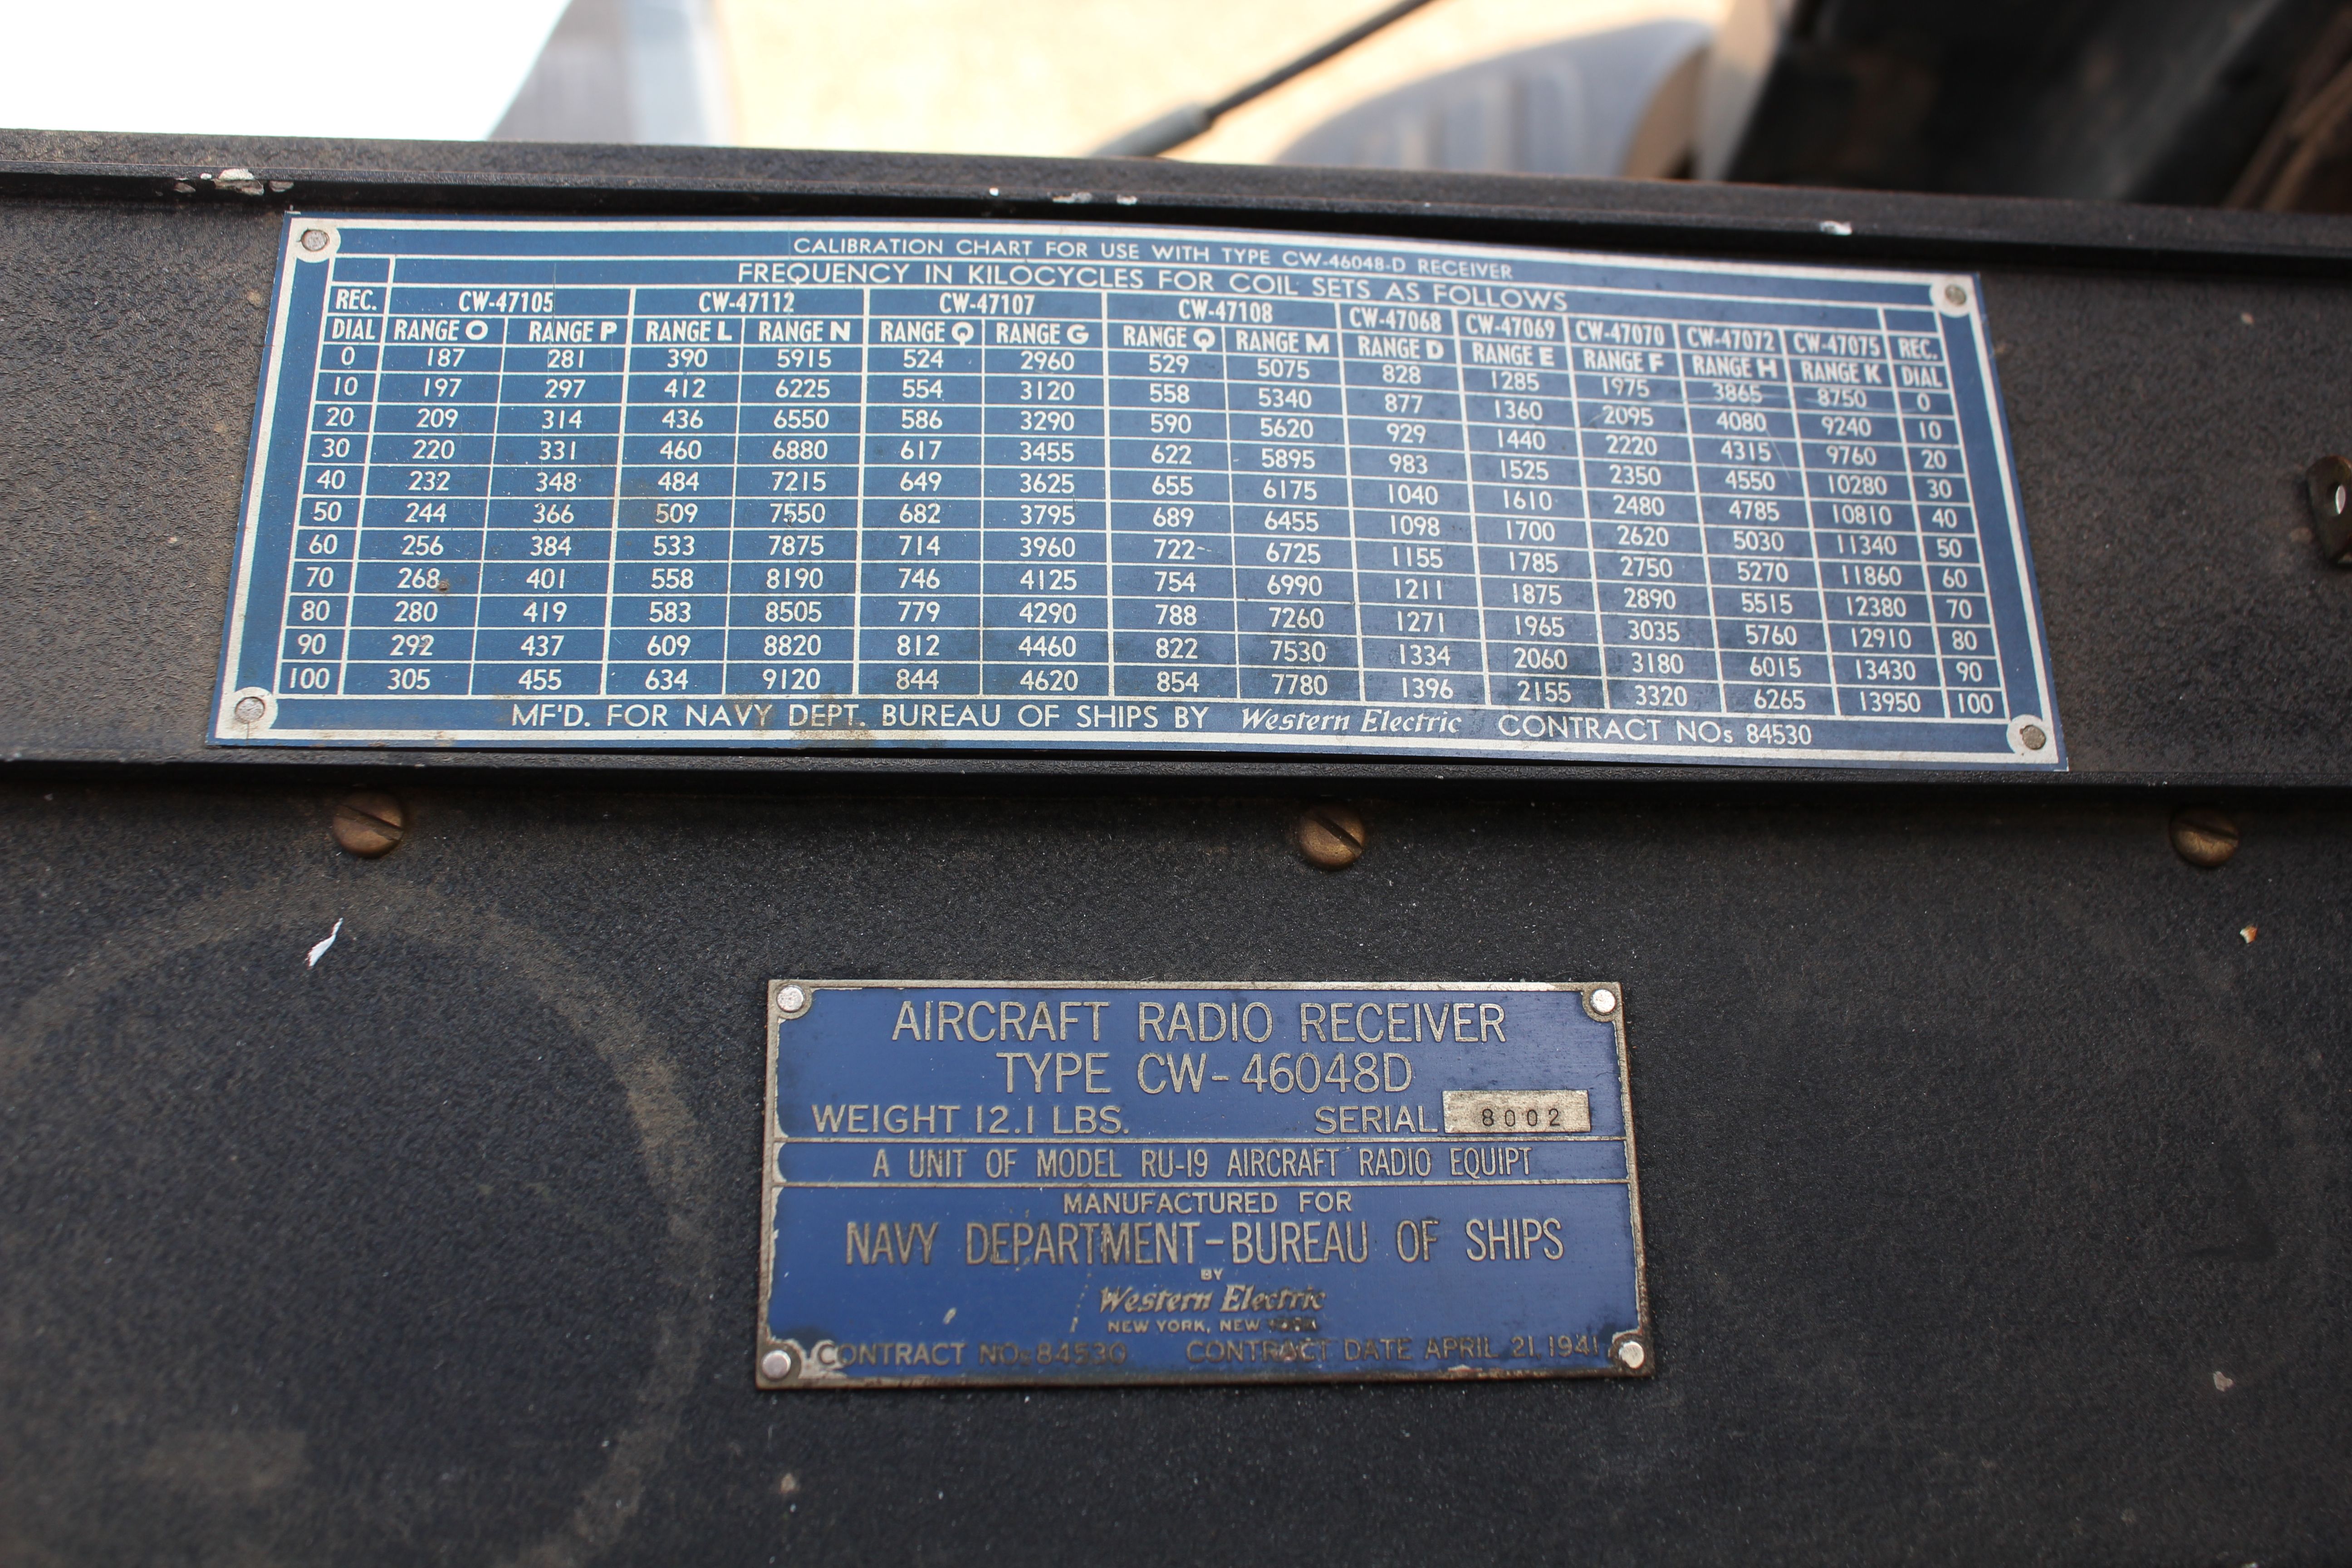 CALIBRATION CHART FOR USE WITH TYPE CW-46048-D RECEIVER
FREQUENCY IN KILOCYCLES FOR COIL SETS AS FOLLOWS
REC. CW-47105 CW-47112 CW-47107 CW-47108 CW-47068 CW-47069 CW-47070 CW-47072 CW-47075 REC.
DIAL RANGE O RANGE P RANGE L RANGE N RANGE Q RANGE G RANGE Q RANGE M RANGE D RANGE E RANGE F RANGE H RANGE K DIAL
0 187 281 390 5915 524 2960 529 5075 828 1285 1975 3865 8750 0
10 197 297 412 6225 554 3120 558 5340 877 1360 2095 4080 9240 10
20 209 314 436 6550 586 3290 590 5620 929 1440 2220 4315 9760 20
30 220 331 460 6880 617 3455 622 5895 983 1525 2350 4550 10280 30
40 232 348 484 7215 649 3625 655 6175 1040 1610 2480 4785 10810 40
50 244 366 509 7550 682 3795 689 6455 1098 1700 2620 5030 11340 50
60 256 384 533 7875 714 3960 722 6725 1155 1785 2750 5270 11860 60
70 268 401 558 8190 746 4125 754 6990 1211 1875 2890 5515 12380 70
80 280 419 583 8505 779 4290 788 7260 1271 1965 3035 5760 12910 80
90 292 437 609 8820 812 4460 822 7530 1334 2060 3180 6015 13430 90
100 305 455 634 9120 844 4620 854 7780 1396 2155 3320 6265 13950 100
MF'D. FOR NAVY DEPT. BUREAU OF SHIPS BY Western Electric CONTRACT NOs 84530
AIRCRAFT RADIO RECEIVER
TYPE CW-46048D
WEIGHT 12.1 LBS. SERIAL 8002
A UNIT OF MODEL RU-19 AIRCRAFT RADIO EQUIPT
MANUFACTURED FOR
NAVY DEPARTMENT-BUREAU OF SHIPS
BY
Western Electric
NEW YORK, NEW
CONTRACT NOs 84530 CONTRACT DATE APRIL 21, 1941